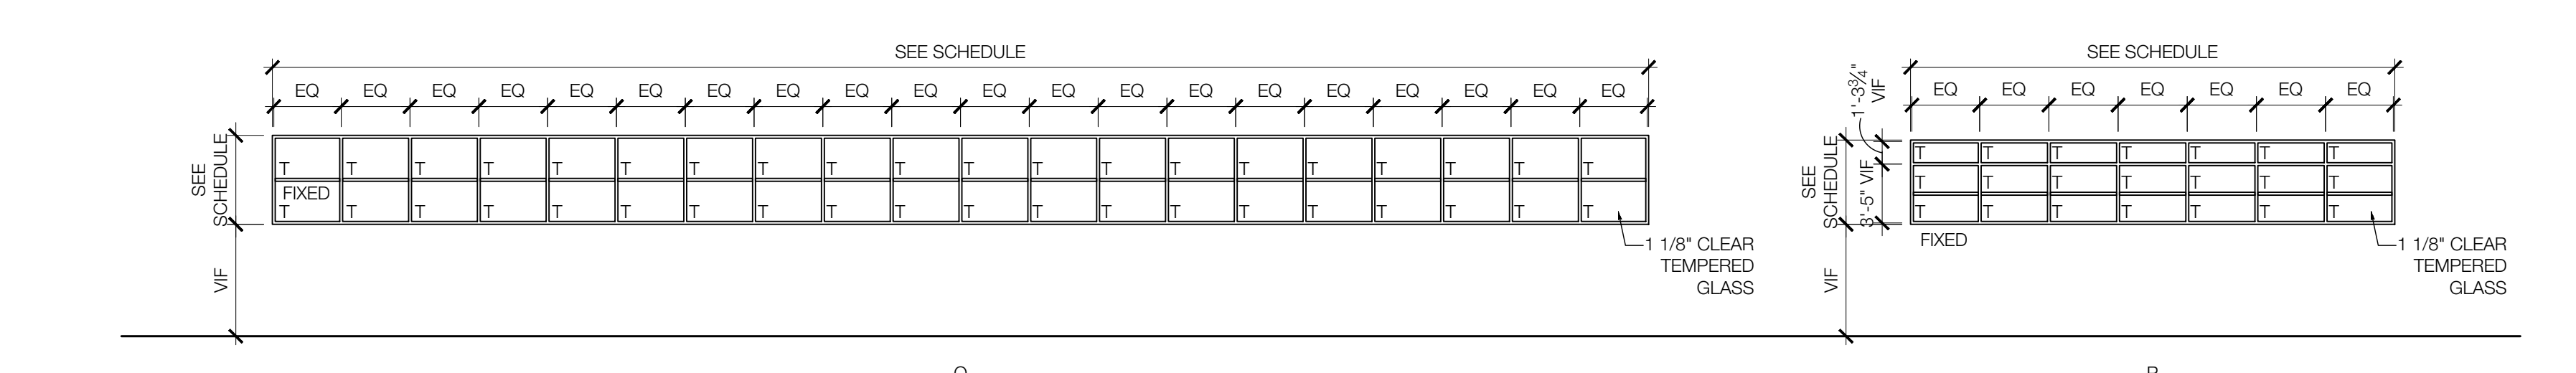 SEE SCHEDULE
EQ EQ EQ EQ EQ EQ EQ EQ EQ EQ EQ EQ EQ EQ EQ EQ EQ EQ EQ EQ
SEE
SCHEDULE
T T T T T T T T T T T T T T T T T T T T
FIXED
T T T T T T T T T T T T T T T T T T T T
VIF
1 1/8" CLEAR
TEMPERED
GLASS
SEE SCHEDULE
EQ EQ EQ EQ EQ EQ EQ
1'-3¾"
VIF
SEE
SCHEDULE
3'-5" VIF
T T T T T T T
T T T T T T T
T T T T T T T
FIXED
VIF
1 1/8" CLEAR
TEMPERED
GLASS